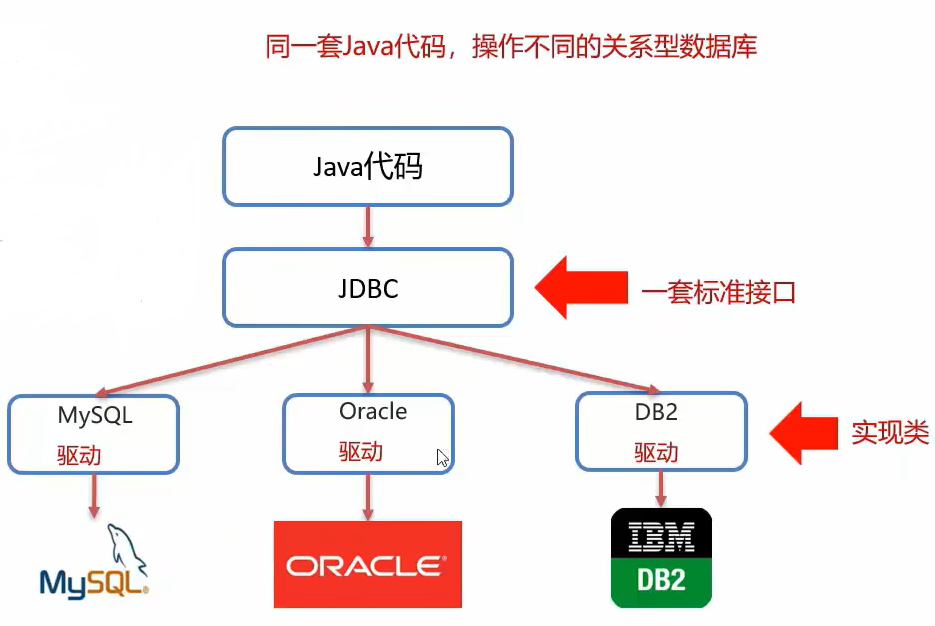 同一套Java代码，操作不同的关系型数据库
Java代码
JDBC
一套标准接口
MySQL
驱动
Oracle
驱动
DB2
驱动
实现类
MySQL®
ORACLE®
IBM
DB2